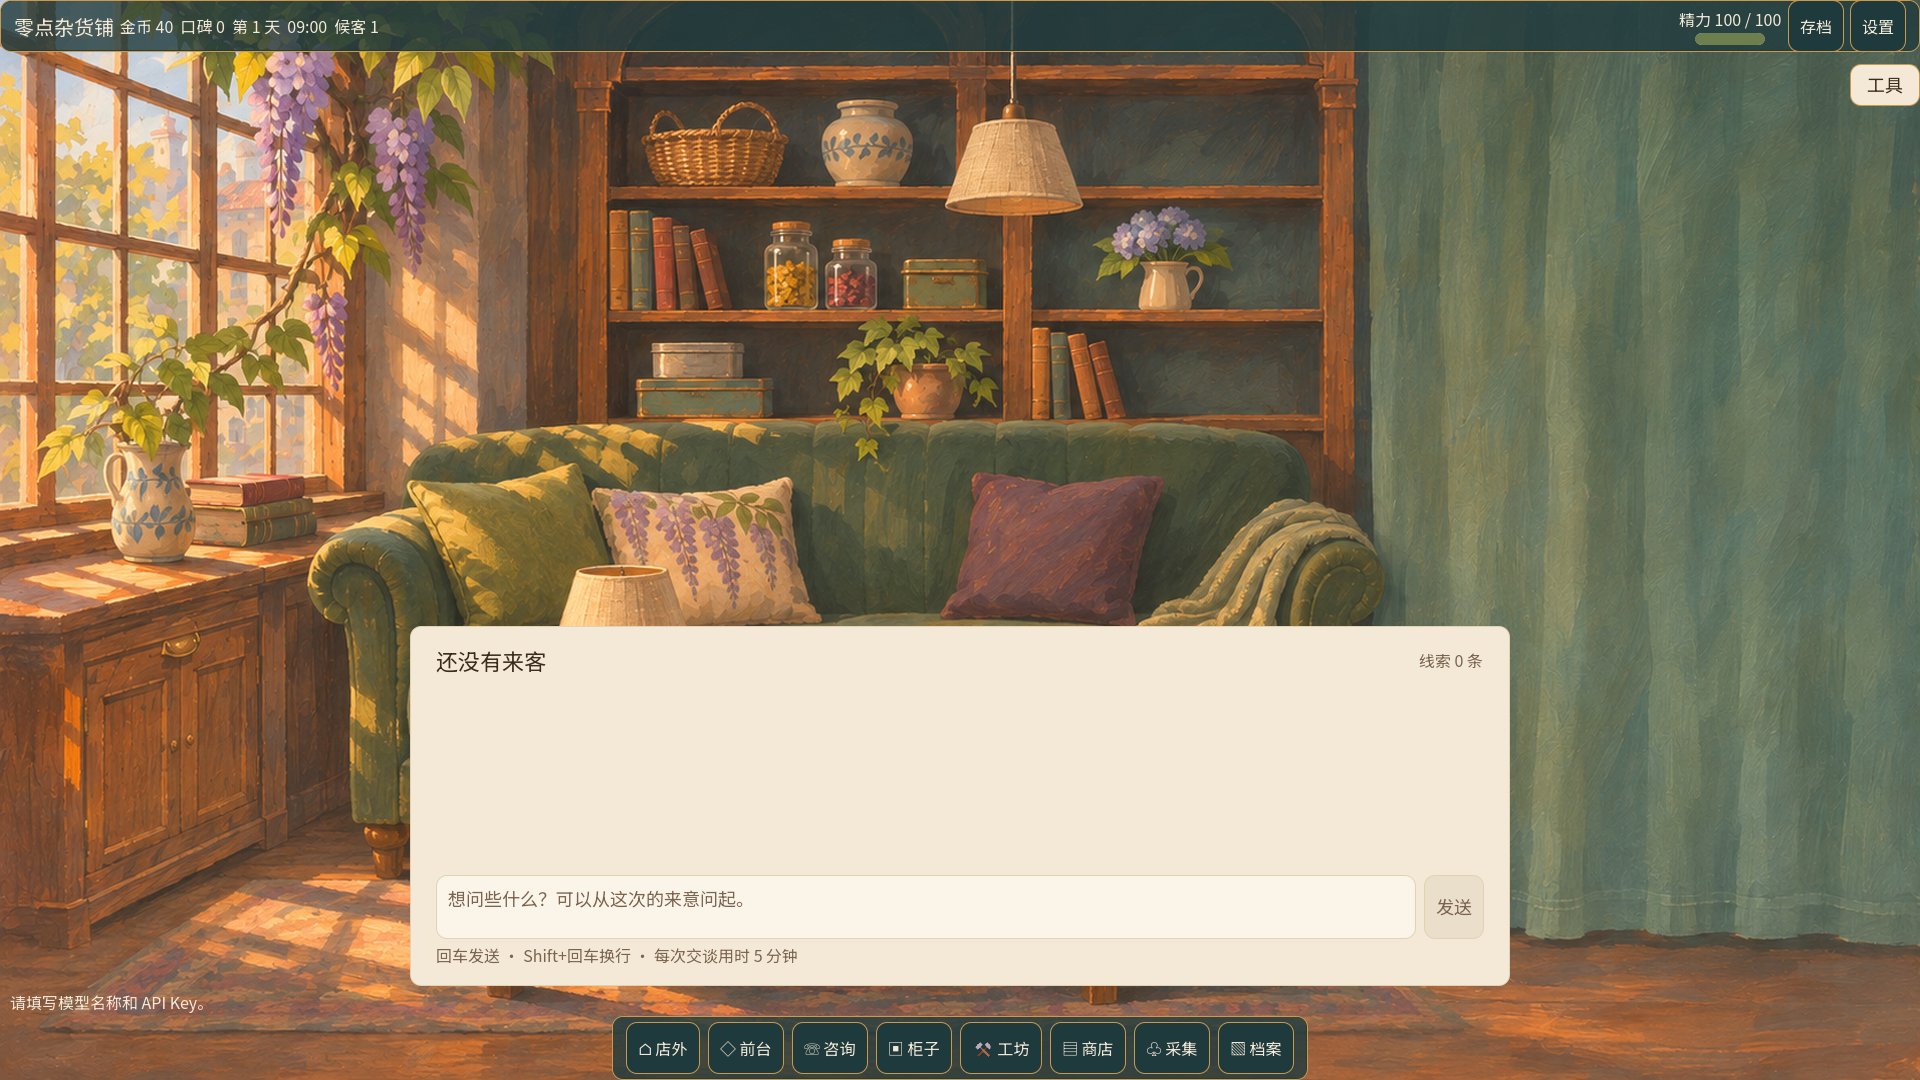 零点杂货铺 金币 40 口碑 0 第 1 天 09:00 候客 1
精力 100 / 100
存档
设置
工具
还没有来客
线索 0 条
想问些什么？可以从这次的来意问起。
发送
回车发送 • Shift+回车换行 • 每次交谈用时 5 分钟
请填写模型名称和 API Key。
店外
前台
咨询
柜子
工坊
商店
采集
档案